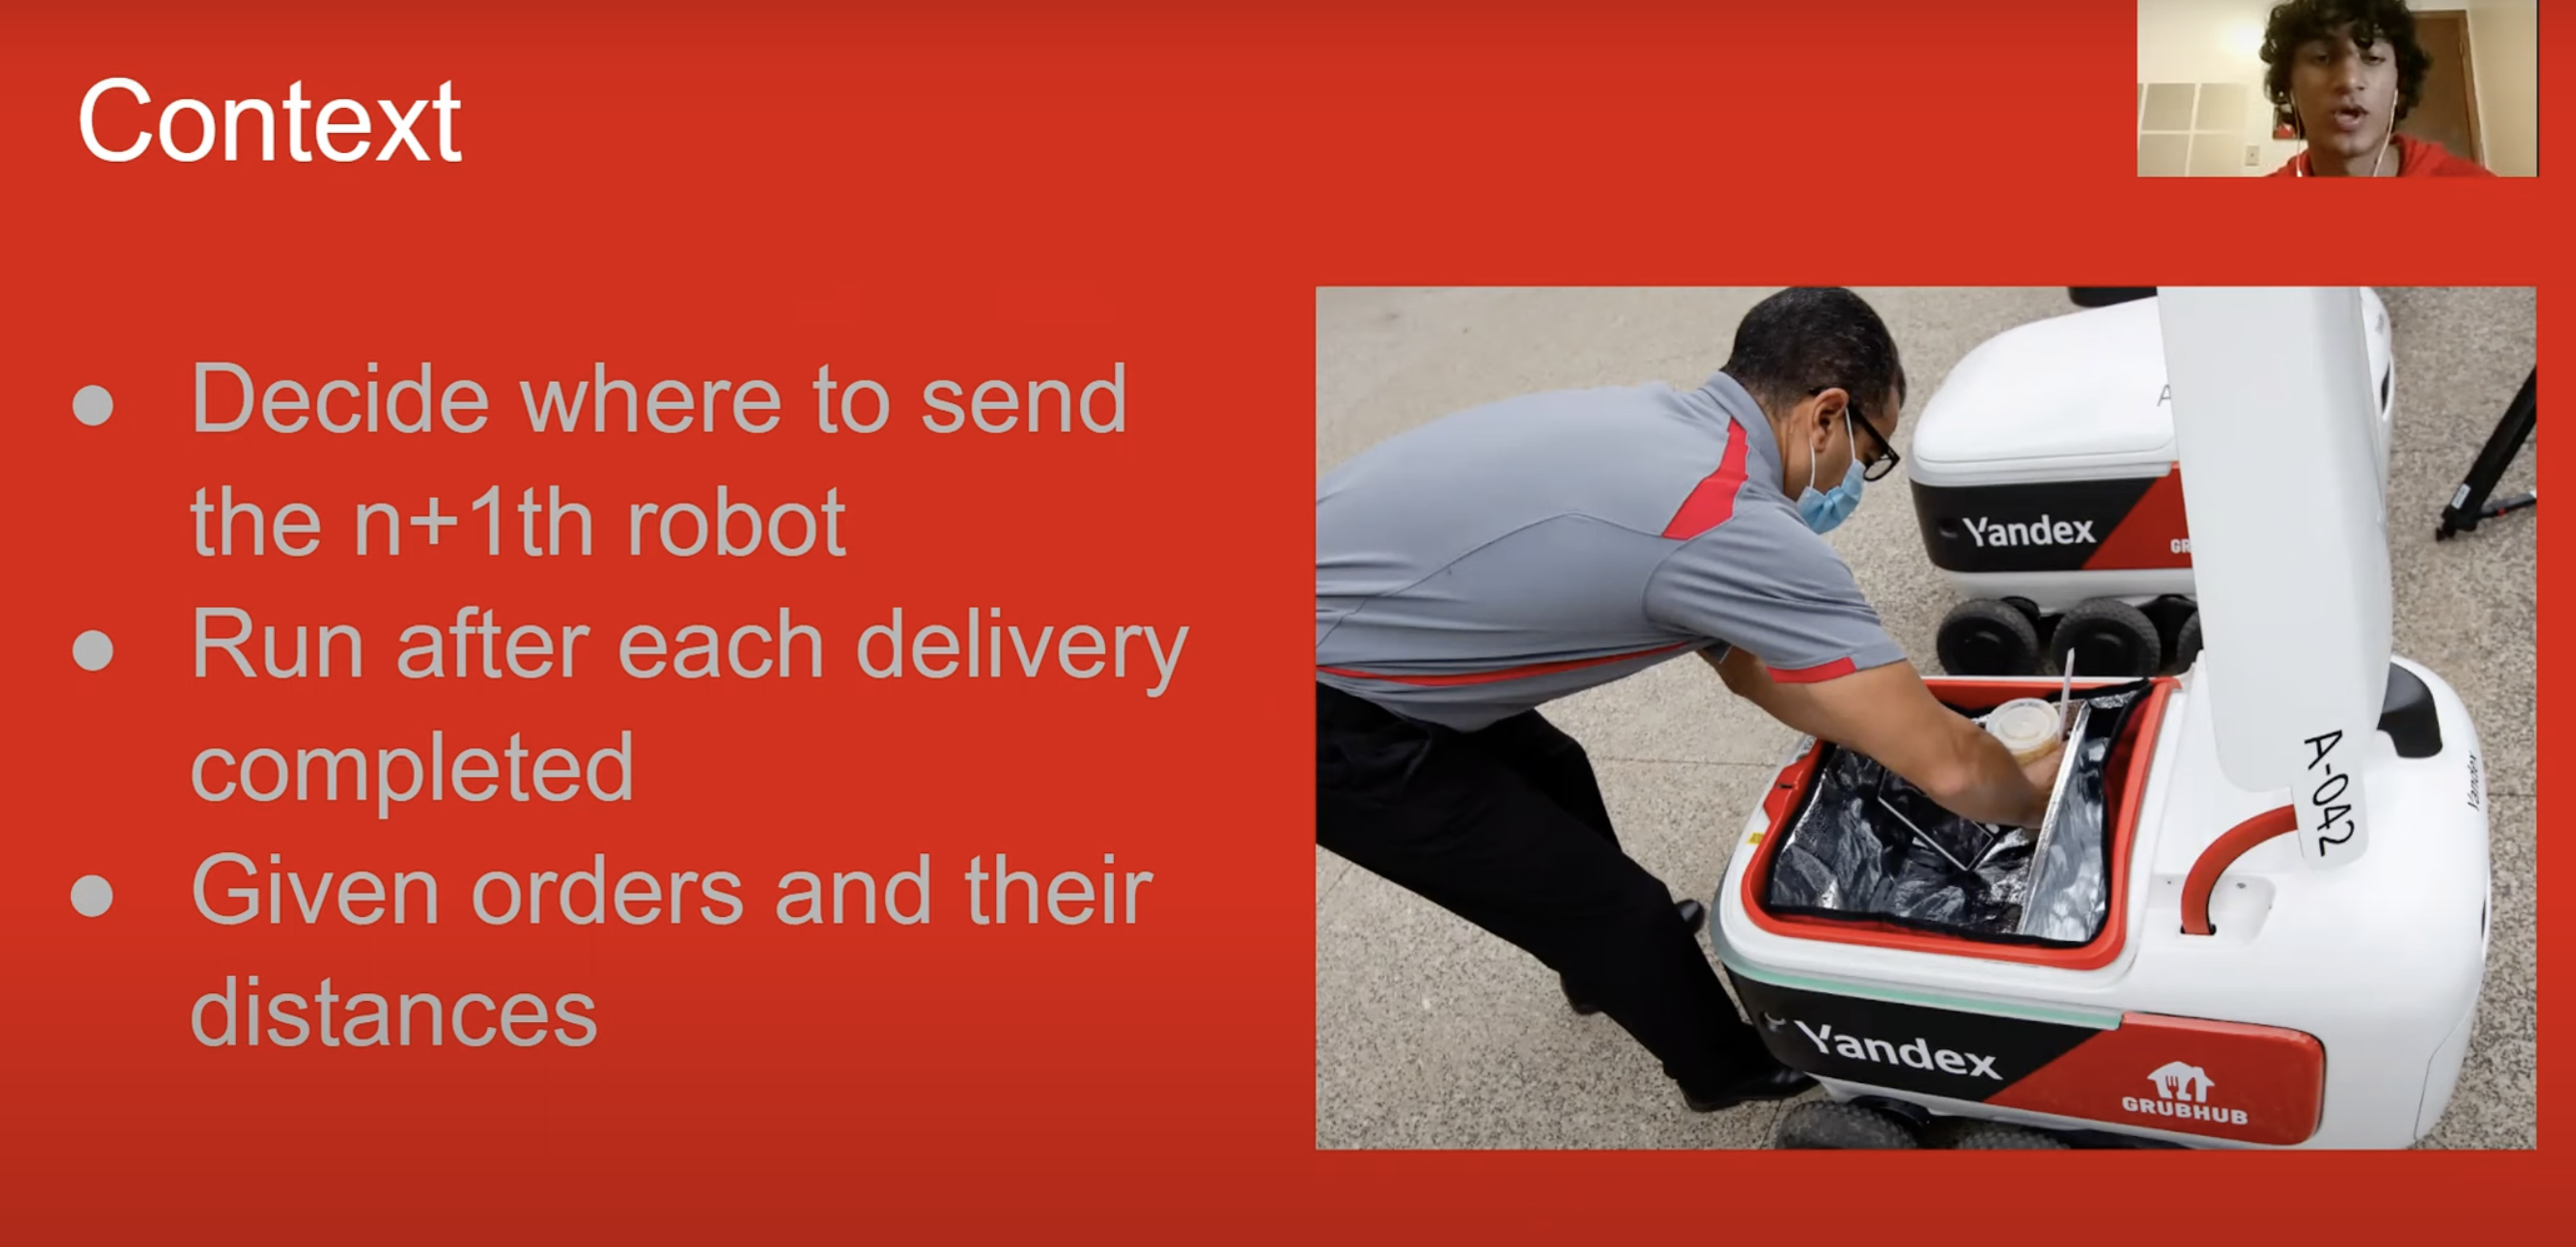 Context
Decide where to send
the n+1th robot
Run after each delivery
completed
Given orders and their
distances
A
Yandex
GR
A-042
Yandex
Yandex
GRUBHUB